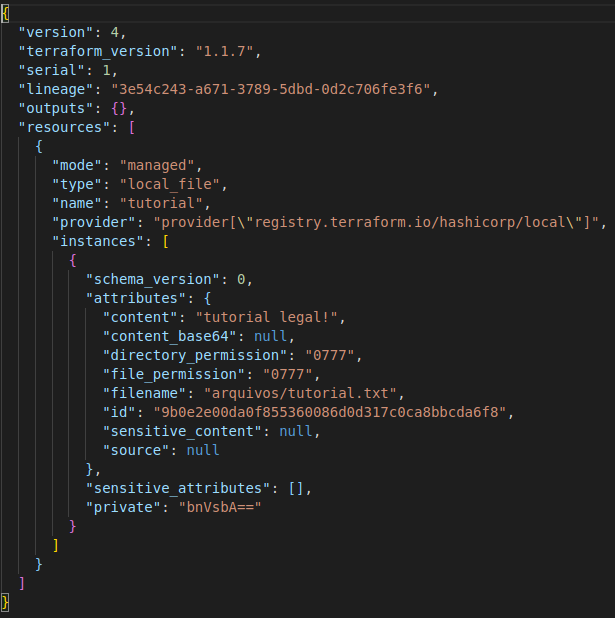 {
  "version": 4,
  "terraform_version": "1.1.7",
  "serial": 1,
  "lineage": "3e54c243-a671-3789-5dbd-0d2c706fe3f6",
  "outputs": {},
  "resources": [
    {
      "mode": "managed",
      "type": "local_file",
      "name": "tutorial",
      "provider": "provider[\"registry.terraform.io/hashicorp/local\"]",
      "instances": [
        {
          "schema_version": 0,
          "attributes": {
            "content": "tutorial legal!",
            "content_base64": null,
            "directory_permission": "0777",
            "file_permission": "0777",
            "filename": "arquivos/tutorial.txt",
            "id": "9b0e2e00da0f855360086d0d317c0ca8bbcda6f8",
            "sensitive_content": null,
            "source": null
          },
          "sensitive_attributes": [],
          "private": "bnVsbA=="
        }
      ]
    }
  ]
}